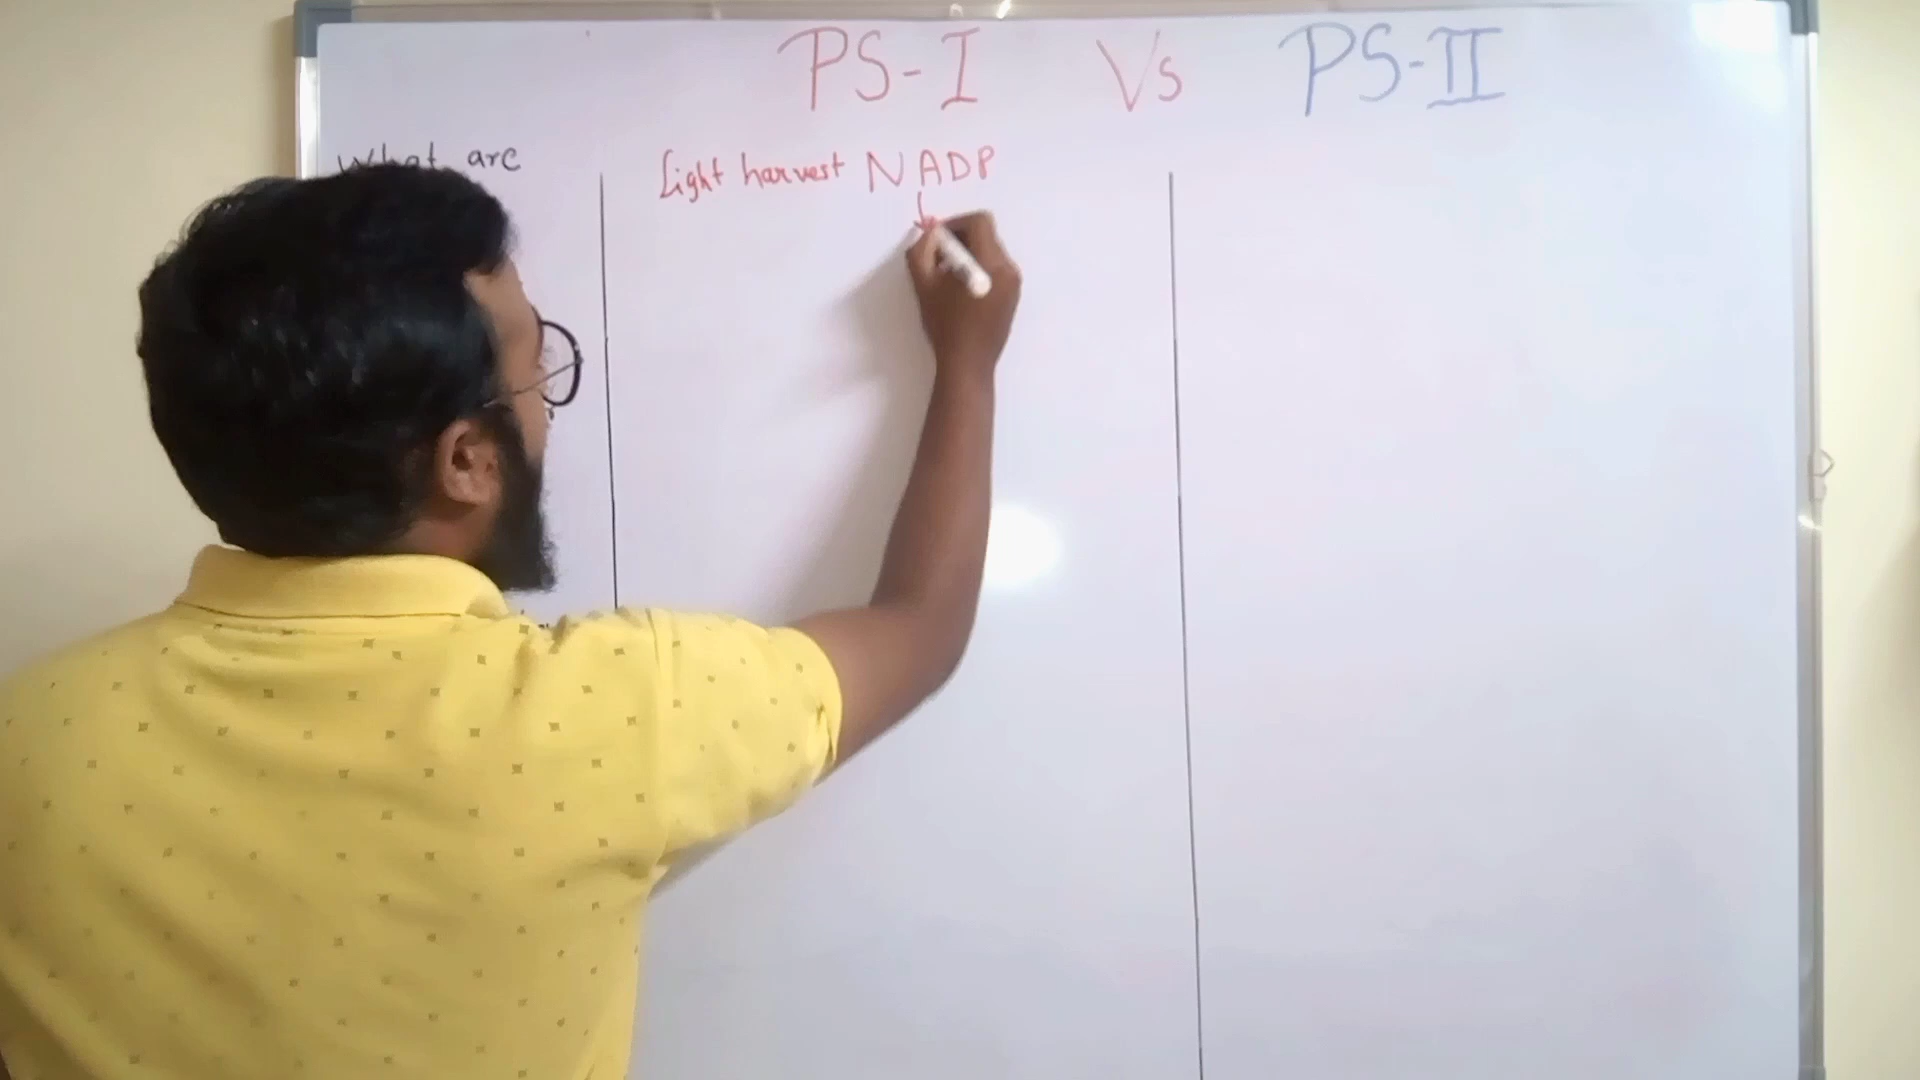 PS-I Vs PS-II
What are
Light harvest NADP
↓